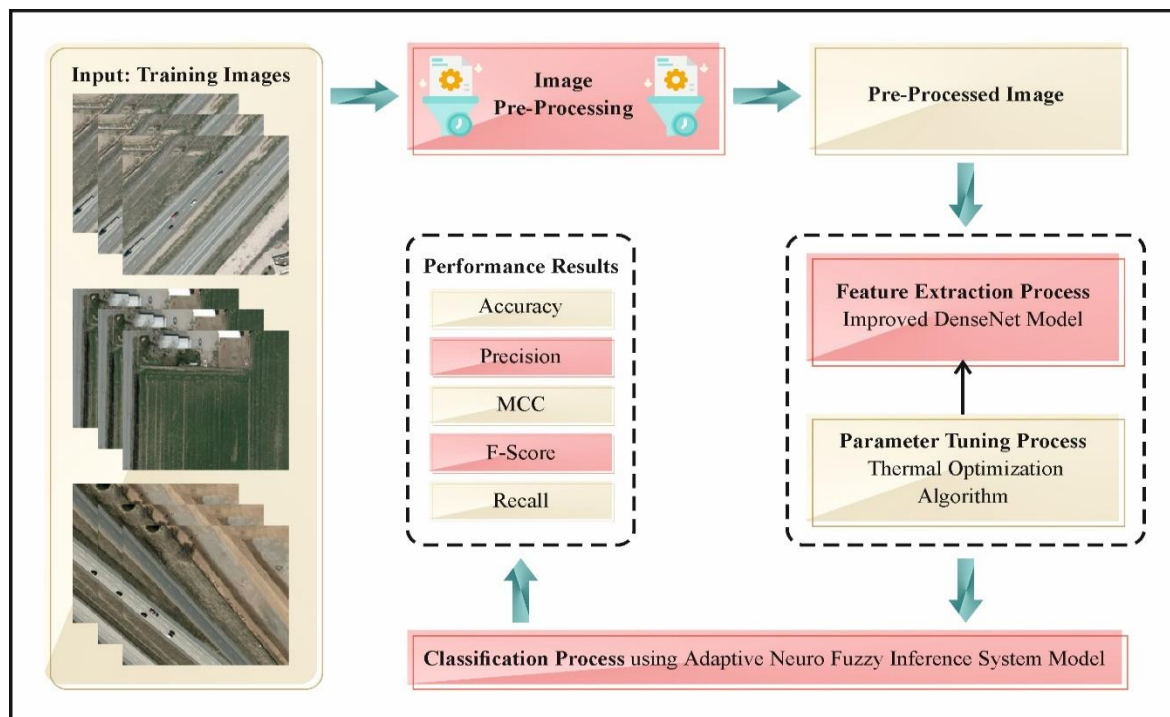 Input: Training Images
Image
Pre-Processing
Pre-Processed Image
Feature Extraction Process
Improved DenseNet Model
Parameter Tuning Process
Thermal Optimization
Algorithm
Classification Process using Adaptive Neuro Fuzzy Inference System Model
Performance Results
Accuracy
Precision
MCC
F-Score
Recall